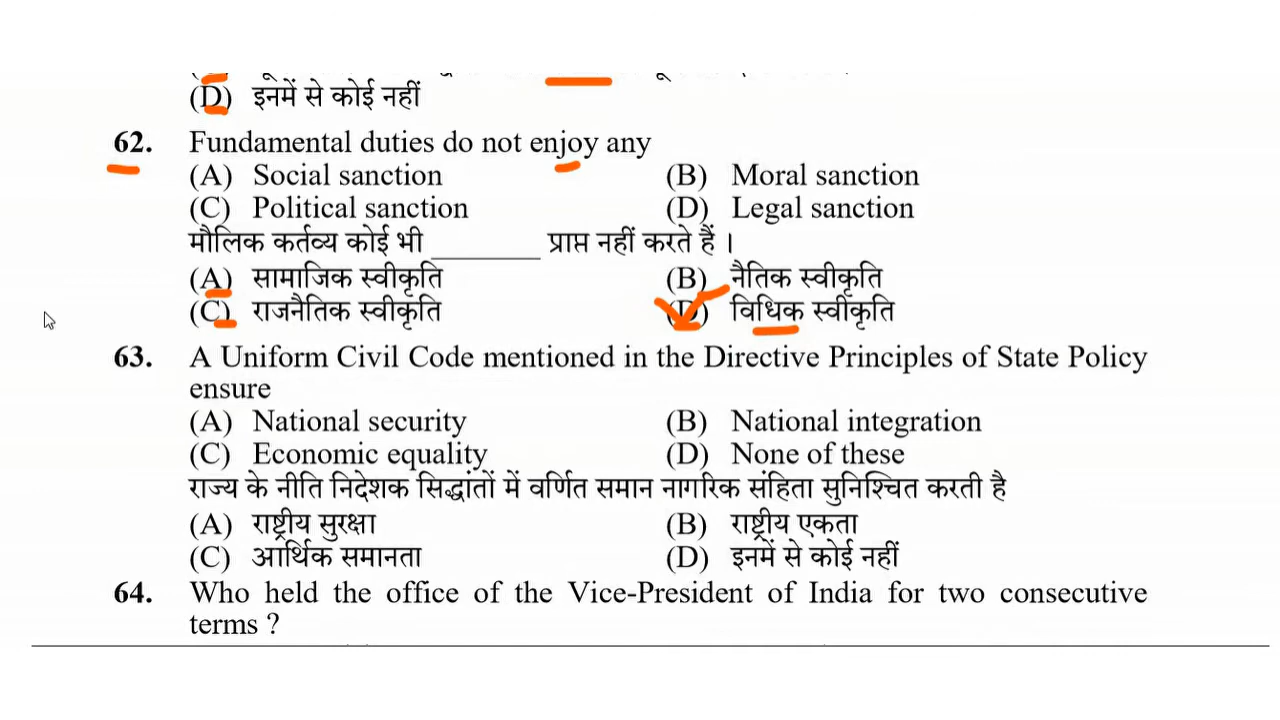 (D) इनमें से कोई नहीं
62. Fundamental duties do not enjoy any
(A) Social sanction (B) Moral sanction
(C) Political sanction (D) Legal sanction
मौलिक कर्तव्य कोई भी ________ प्राप्त नहीं करते हैं ।
(A) सामाजिक स्वीकृति (B) नैतिक स्वीकृति
(C) राजनैतिक स्वीकृति (D) विधिक स्वीकृति
63. A Uniform Civil Code mentioned in the Directive Principles of State Policy
ensure
(A) National security (B) National integration
(C) Economic equality (D) None of these
राज्य के नीति निदेशक सिद्धांतों में वर्णित समान नागरिक संहिता सुनिश्चित करती है
(A) राष्ट्रीय सुरक्षा (B) राष्ट्रीय एकता
(C) आर्थिक समानता (D) इनमें से कोई नहीं
64. Who held the office of the Vice-President of India for two consecutive
terms ?